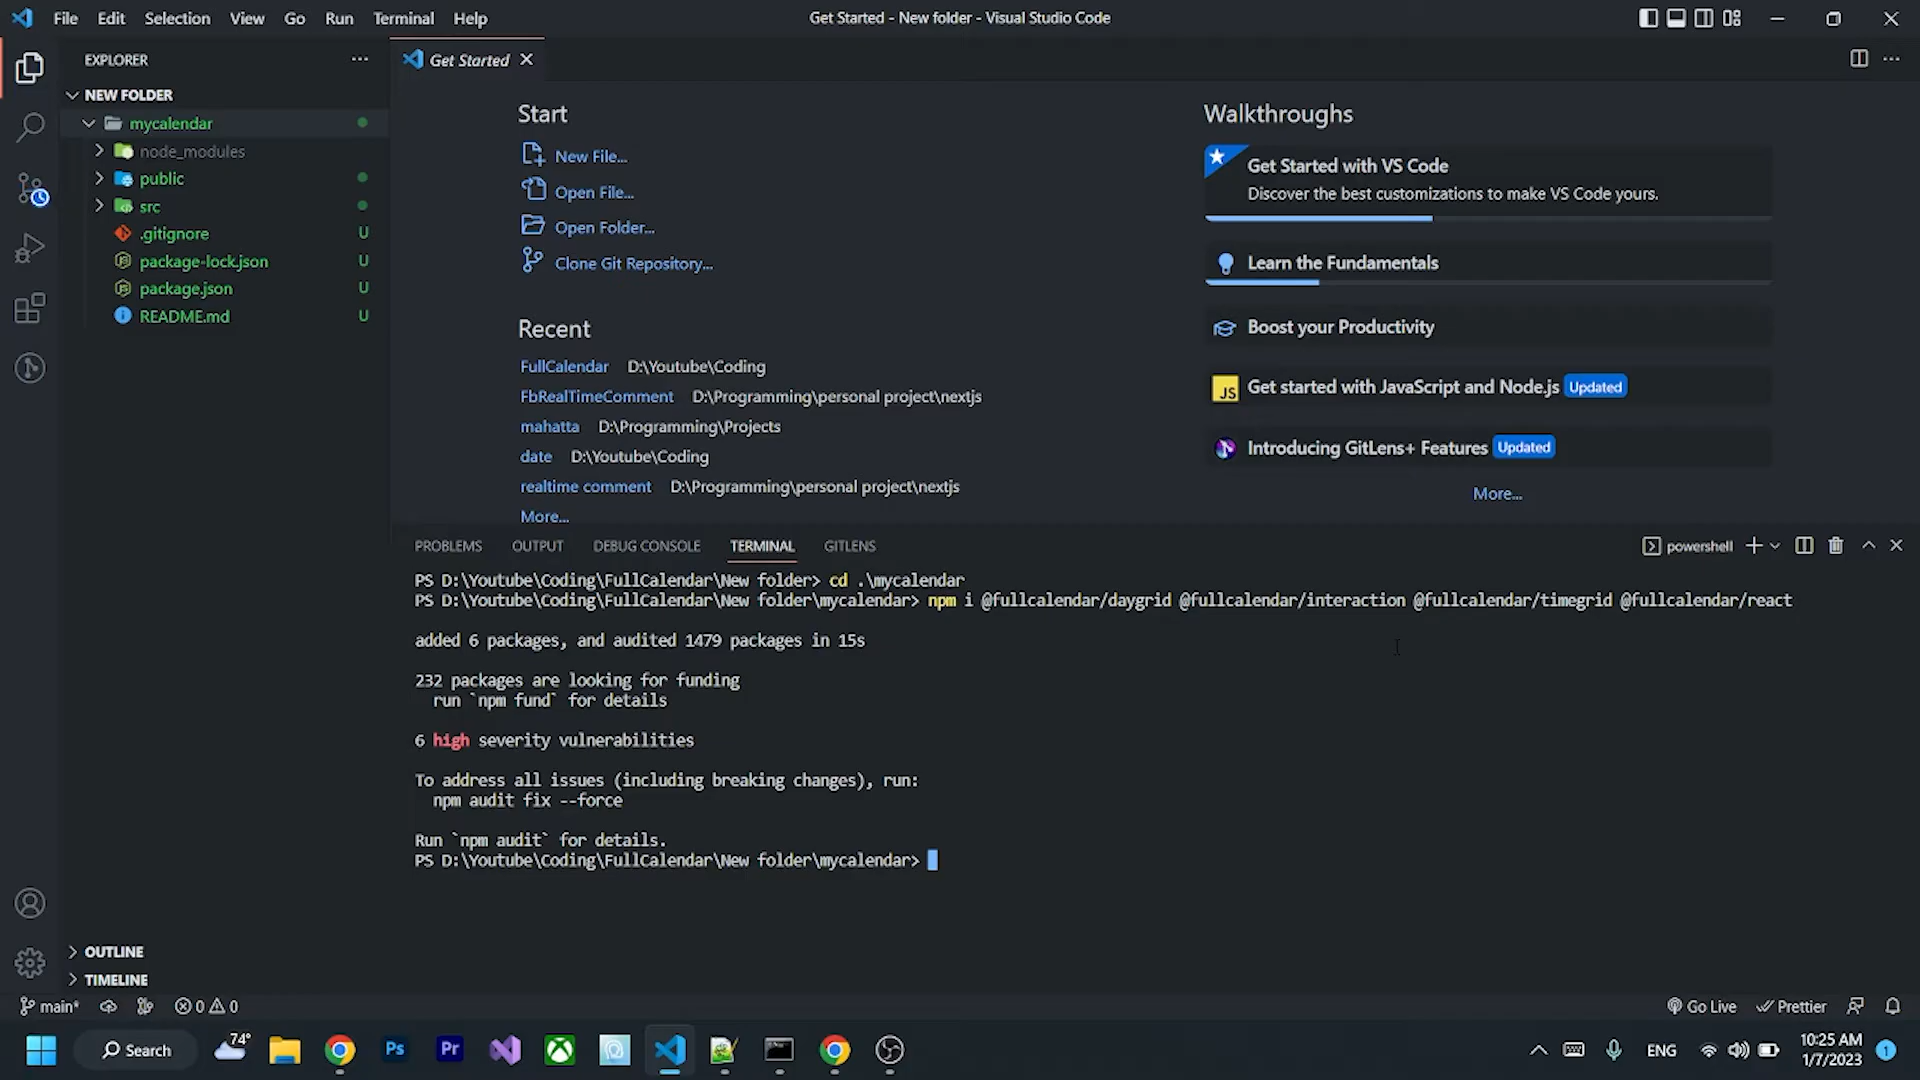 File Edit Selection View Go Run Terminal Help
Get Started - New folder - Visual Studio Code
EXPLORER
Get Started
NEW FOLDER
mycalendar
node_modules
public
src
.gitignore U
package-lock.json U
package.json U
README.md U
OUTLINE
TIMELINE
Start
New File...
Open File...
Open Folder...
Clone Git Repository...
Recent
FullCalendar D:\Youtube\Coding
FbRealTimeComment D:\Programming\personal project\nextjs
mahatta D:\Programming\Projects
date D:\Youtube\Coding
realtime comment D:\Programming\personal project\nextjs
More...
Walkthroughs
Get Started with VS Code
Discover the best customizations to make VS Code yours.
Learn the Fundamentals
Boost your Productivity
JS Get started with JavaScript and Node.js Updated
Introducing GitLens+ Features Updated
More...
PROBLEMS OUTPUT DEBUG CONSOLE TERMINAL GITLENS
powershell
PS D:\Youtube\Coding\FullCalendar\New folder> cd .\mycalendar
PS D:\Youtube\Coding\FullCalendar\New folder\mycalendar> npm i @fullcalendar/daygrid @fullcalendar/interaction @fullcalendar/timegrid @fullcalendar/react
added 6 packages, and audited 1479 packages in 15s
232 packages are looking for funding
run `npm fund` for details
6 high severity vulnerabilities
To address all issues (including breaking changes), run:
npm audit fix --force
Run `npm audit` for details.
PS D:\Youtube\Coding\FullCalendar\New folder\mycalendar>
main* 0 0
Go Live Prettier
Search 74° Ps Pr
ENG
10:25 AM
1/7/2023
1